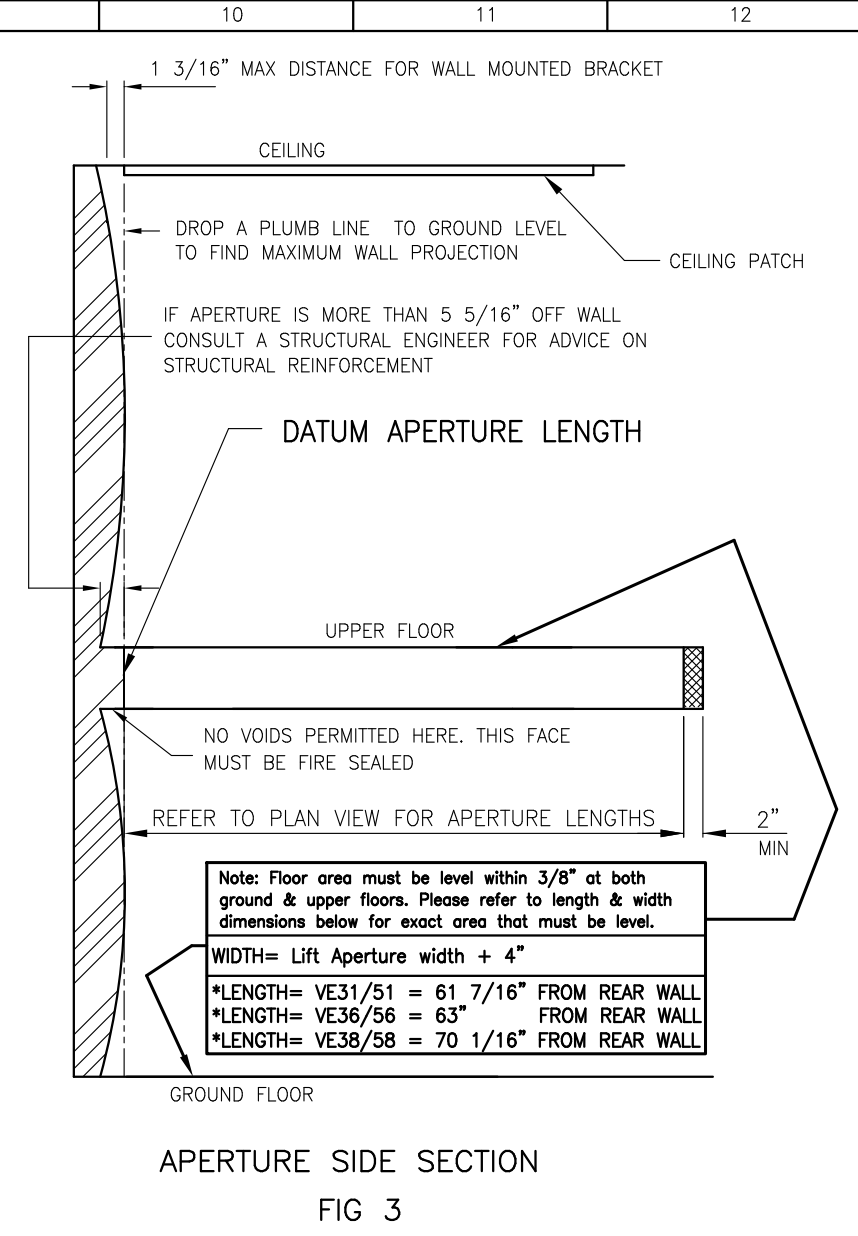 10 11 12
1 3/16" MAX DISTANCE FOR WALL MOUNTED BRACKET
CEILING
DROP A PLUMB LINE TO GROUND LEVEL
TO FIND MAXIMUM WALL PROJECTION
CEILING PATCH
IF APERTURE IS MORE THAN 5 5/16" OFF WALL
CONSULT A STRUCTURAL ENGINEER FOR ADVICE ON
STRUCTURAL REINFORCEMENT
DATUM APERTURE LENGTH
UPPER FLOOR
NO VOIDS PERMITTED HERE. THIS FACE
MUST BE FIRE SEALED
REFER TO PLAN VIEW FOR APERTURE LENGTHS
2"
MIN
Note: Floor area must be level within 3/8" at both
ground & upper floors. Please refer to length & width
dimensions below for exact area that must be level.
WIDTH= Lift Aperture width + 4"
*LENGTH= VE31/51 = 61 7/16" FROM REAR WALL
*LENGTH= VE36/56 = 63" FROM REAR WALL
*LENGTH= VE38/58 = 70 1/16" FROM REAR WALL
GROUND FLOOR
APERTURE SIDE SECTION
FIG 3